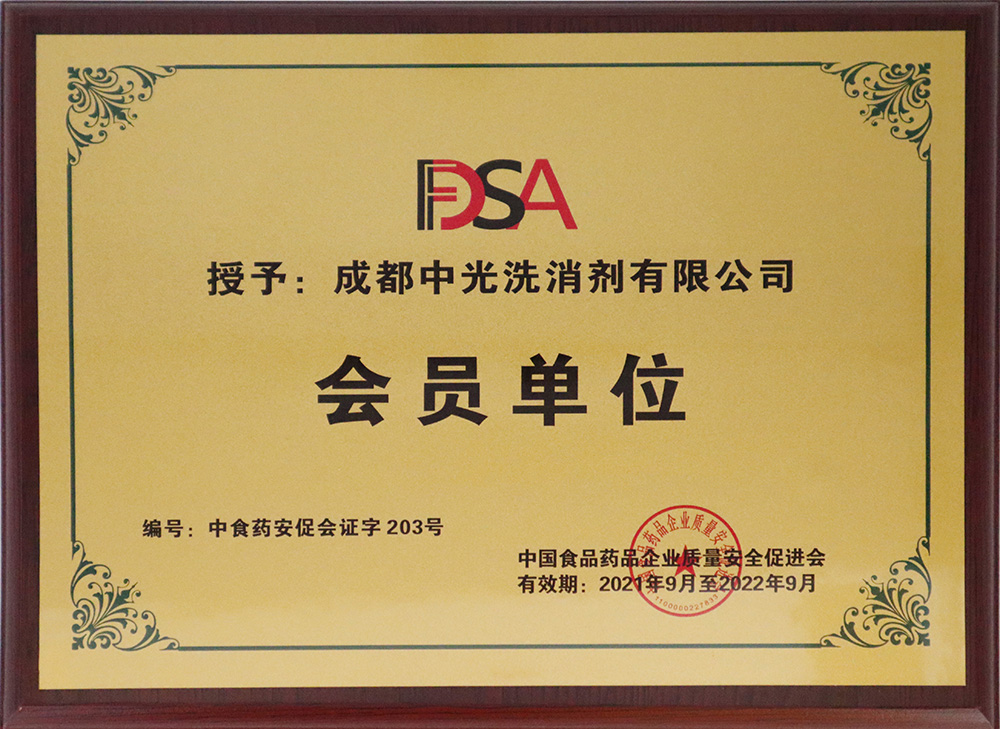 FDSA
授予：成都中光洗消剂有限公司
会员单位
编号：中食药安促会证字203号
中国食品药品企业质量安全促进会
有效期：2021年9月至2022年9月